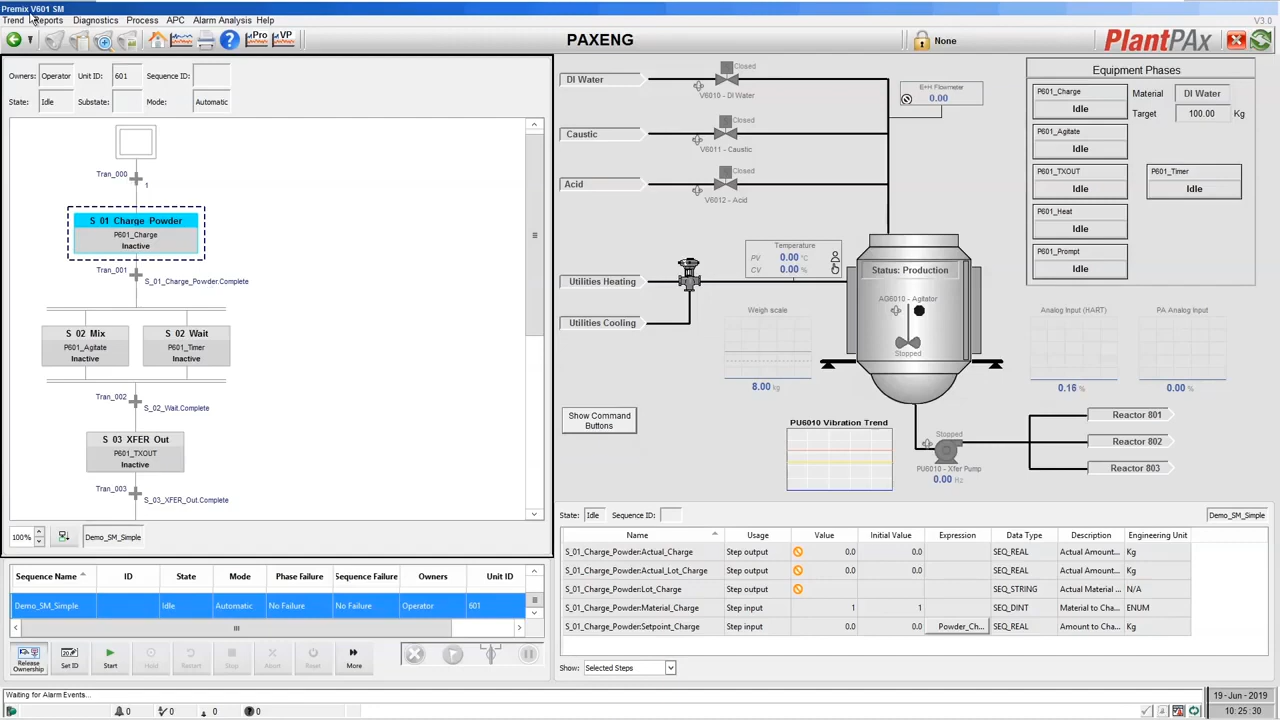 Premix V601 SM
Trend Reports Diagnostics Process APC Alarm Analysis Help
V3.0
Pro VP
PAXENG
None
PlantPAx
Owners: Operator Unit ID: 601 Sequence ID:
State: Idle Substate: Mode: Automatic
Tran_000
1
S_01_Charge_Powder
P601_Charge
Inactive
Tran_001
S_01_Charge_Powder.Complete
S_02_Mix
P601_Agitate
Inactive
S_02_Wait
P601_Timer
Inactive
Tran_002
S_02_Wait.Complete
S_03_XFER_Out
P601_TXOUT
Inactive
Tran_003
S_03_XFER_Out.Complete
100%
Demo_SM_Simple
Sequence Name ID State Mode Phase Failure Sequence Failure Owners Unit ID
Demo_SM_Simple Idle Automatic No Failure No Failure Operator 601
Release Ownership
Set ID
Start
Hold
Restart
Stop
Abort
Reset
More
DI Water
Closed
V6010 - DI Water
E+H Flowmeter
0.00
Caustic
Closed
V6011 - Caustic
Acid
Closed
V6012 - Acid
Temperature
PV 0.00 °C
CV 0.00 %
Utilities Heating
Utilities Cooling
Weigh scale
8.00 kg
Status: Production
AG6010 - Agitator
Stopped
Show Command
Buttons
PU6010 Vibration Trend
Stopped
PU6010 - Xfer Pump
0.00 Hz
Equipment Phases
P601_Charge
Idle
Material DI Water
Target 100.00 Kg
P601_Agitate
Idle
P601_TXOUT
Idle
P601_Timer
Idle
P601_Heat
Idle
P601_Prompt
Idle
Analog Input (HART)
0.16 %
PA Analog Input
0.00 %
Reactor 801
Reactor 802
Reactor 803
State: Idle Sequence ID: Demo_SM_Simple
Name Usage Value Initial Value Expression Data Type Description Engineering Unit
S_01_Charge_Powder:Actual_Charge Step output 0.0 0.0 SEQ_REAL Actual Amount... Kg
S_01_Charge_Powder:Actual_Lot_Charge Step output 0.0 0.0 SEQ_REAL Actual Amount... Kg
S_01_Charge_Powder:Lot_Charge Step output SEQ_STRING Actual Material ... N/A
S_01_Charge_Powder:Material_Charge Step input 1 1 SEQ_DINT Material to Cha... ENUM
S_01_Charge_Powder:Setpoint_Charge Step input 0.0 0.0 Powder_Ch... SEQ_REAL Amount to Cha... Kg
Show: Selected Steps
Waiting for Alarm Events...
0 0 0 0
19-Jun-2019
10:25:30